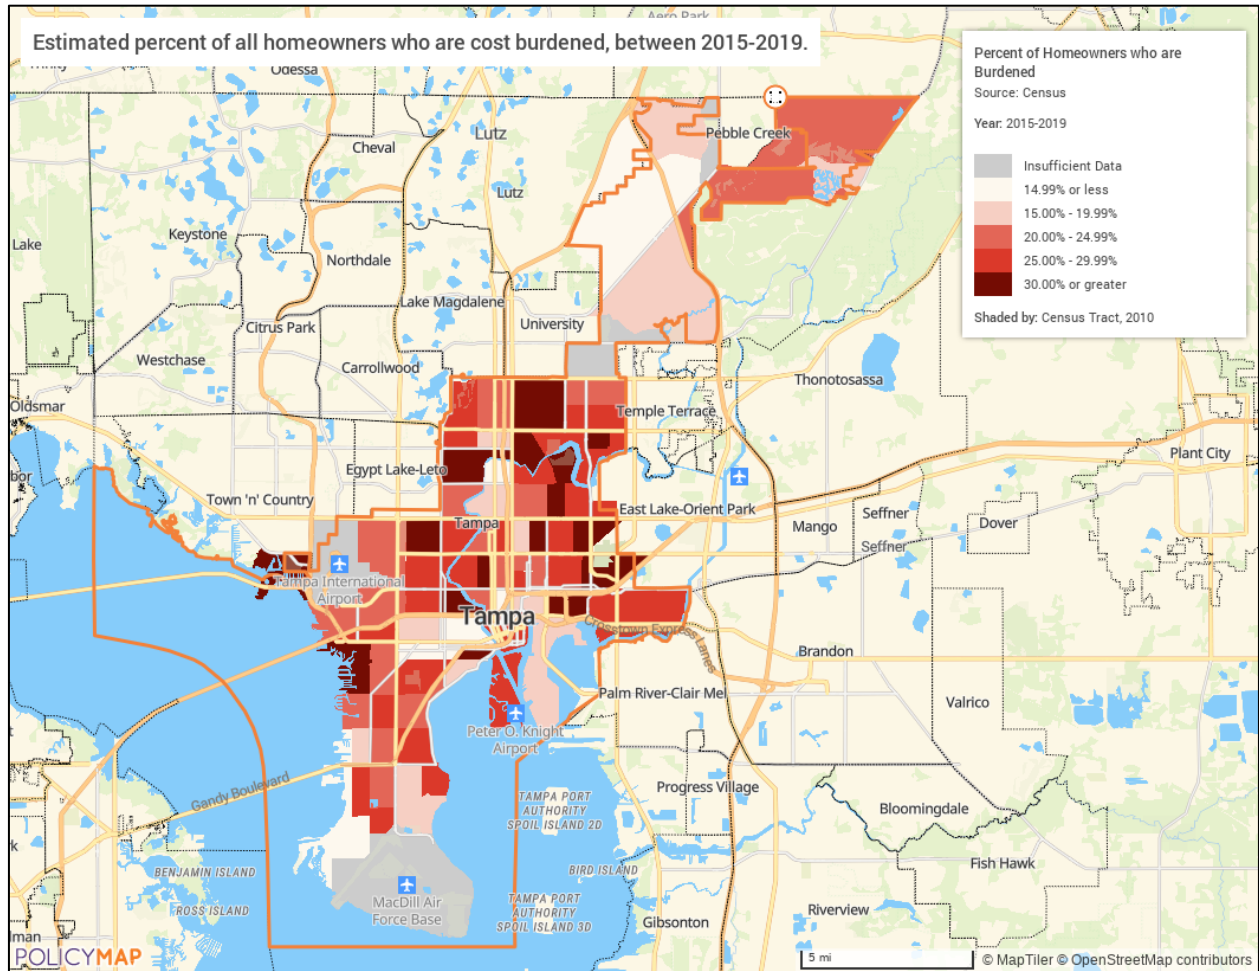 Aero Park
Estimated percent of all homeowners who are cost burdened, between 2015-2019.
Odessa
Percent of Homeowners who are
Burdened
Source: Census
Year: 2015-2019
Insufficient Data
14.99% or less
15.00% - 19.99%
20.00% - 24.99%
25.00% - 29.99%
30.00% or greater
Shaded by: Census Tract, 2010
Lutz
Pebble Creek
Cheval
Lutz
Keystone
Lake
Northdale
Lake Magdalene
University
Citrus Park
Westchase
Carrollwood
Thonotosassa
Oldsmar
Temple Terrace
Egypt Lake-Leto
Plant City
bor
Town 'n' Country
East Lake-Orient Park
Seffner
Mango
Dover
Tampa
Seffner
Tampa International
Airport
Tampa
Crosstown Express Lanes
Brandon
Palm River-Clair Mel
Valrico
Peter O. Knight
Airport
Gandy Boulevard
Progress Village
TAMPA PORT
AUTHORITY
SPOIL ISLAND 2D
Bloomingdale
BENJAMIN ISLAND
BIRD ISLAND
Fish Hawk
MacDill Air
Force Base
ROSS ISLAND
TAMPA PORT
AUTHORITY
SPOIL ISLAND 3D
Riverview
Gibsonton
lman
POLICYMAP
5 mi
© MapTiler © OpenStreetMap contributors